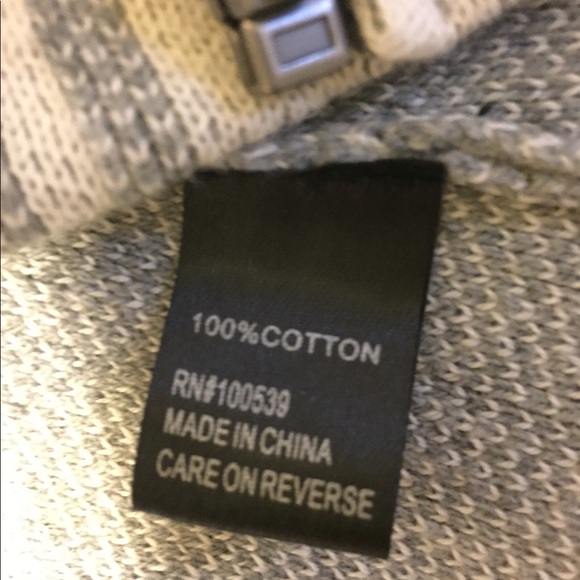 100%COTTON
RN#100539
MADE IN CHINA
CARE ON REVERSE